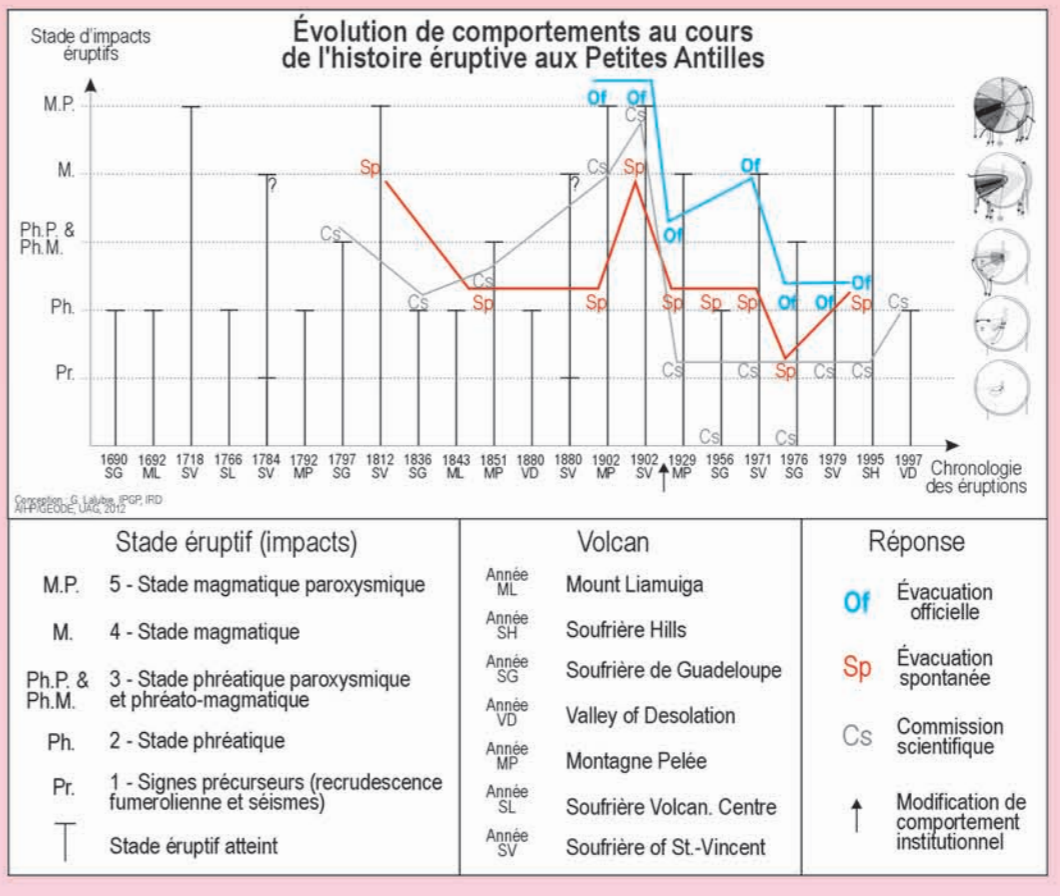 Évolution de comportements au cours
de l'histoire éruptive aux Petites Antilles
Stade d'impacts
éruptifs
M.P.
M.
Ph.P. &
Ph.M.
Ph.
Pr.
Of Of
Cs
Sp Cs Sp Of
? ?
Cs Of
Cs Cs Of
Sp Sp Sp Sp Sp Of Of Sp Cs
Cs Cs Sp Cs Cs
Cs Cs
1690 1692 1718 1766 1784 1792 1797 1812 1836 1843 1851 1880 1880 1902 1902 1929 1956 1971 1976 1979 1995 1997
SG ML SV SL SV MP SG SV SG ML MP VD SV MP SV MP SG SV SG SV SH VD
Chronologie
des éruptions
Conception : G. Lalubie, IPGP, IRD
AIHP/GEODE, UAG, 2012
Stade éruptif (impacts)
M.P. 5 - Stade magmatique paroxysmique
M. 4 - Stade magmatique
Ph.P. & 3 - Stade phréatique paroxysmique
Ph.M. et phréato-magmatique
Ph. 2 - Stade phréatique
Pr. 1 - Signes précurseurs (recrudescence
fumerolienne et séismes)
Stade éruptif atteint
Volcan
Année
ML Mount Liamuiga
Année
SH Soufrière Hills
Année
SG Soufrière de Guadeloupe
Année
VD Valley of Desolation
Année
MP Montagne Pelée
Année
SL Soufrière Volcan. Centre
Année
SV Soufrière of St.-Vincent
Réponse
Of Évacuation
officielle
Sp Évacuation
spontanée
Cs Commission
scientifique
Modification de
comportement
institutionnel